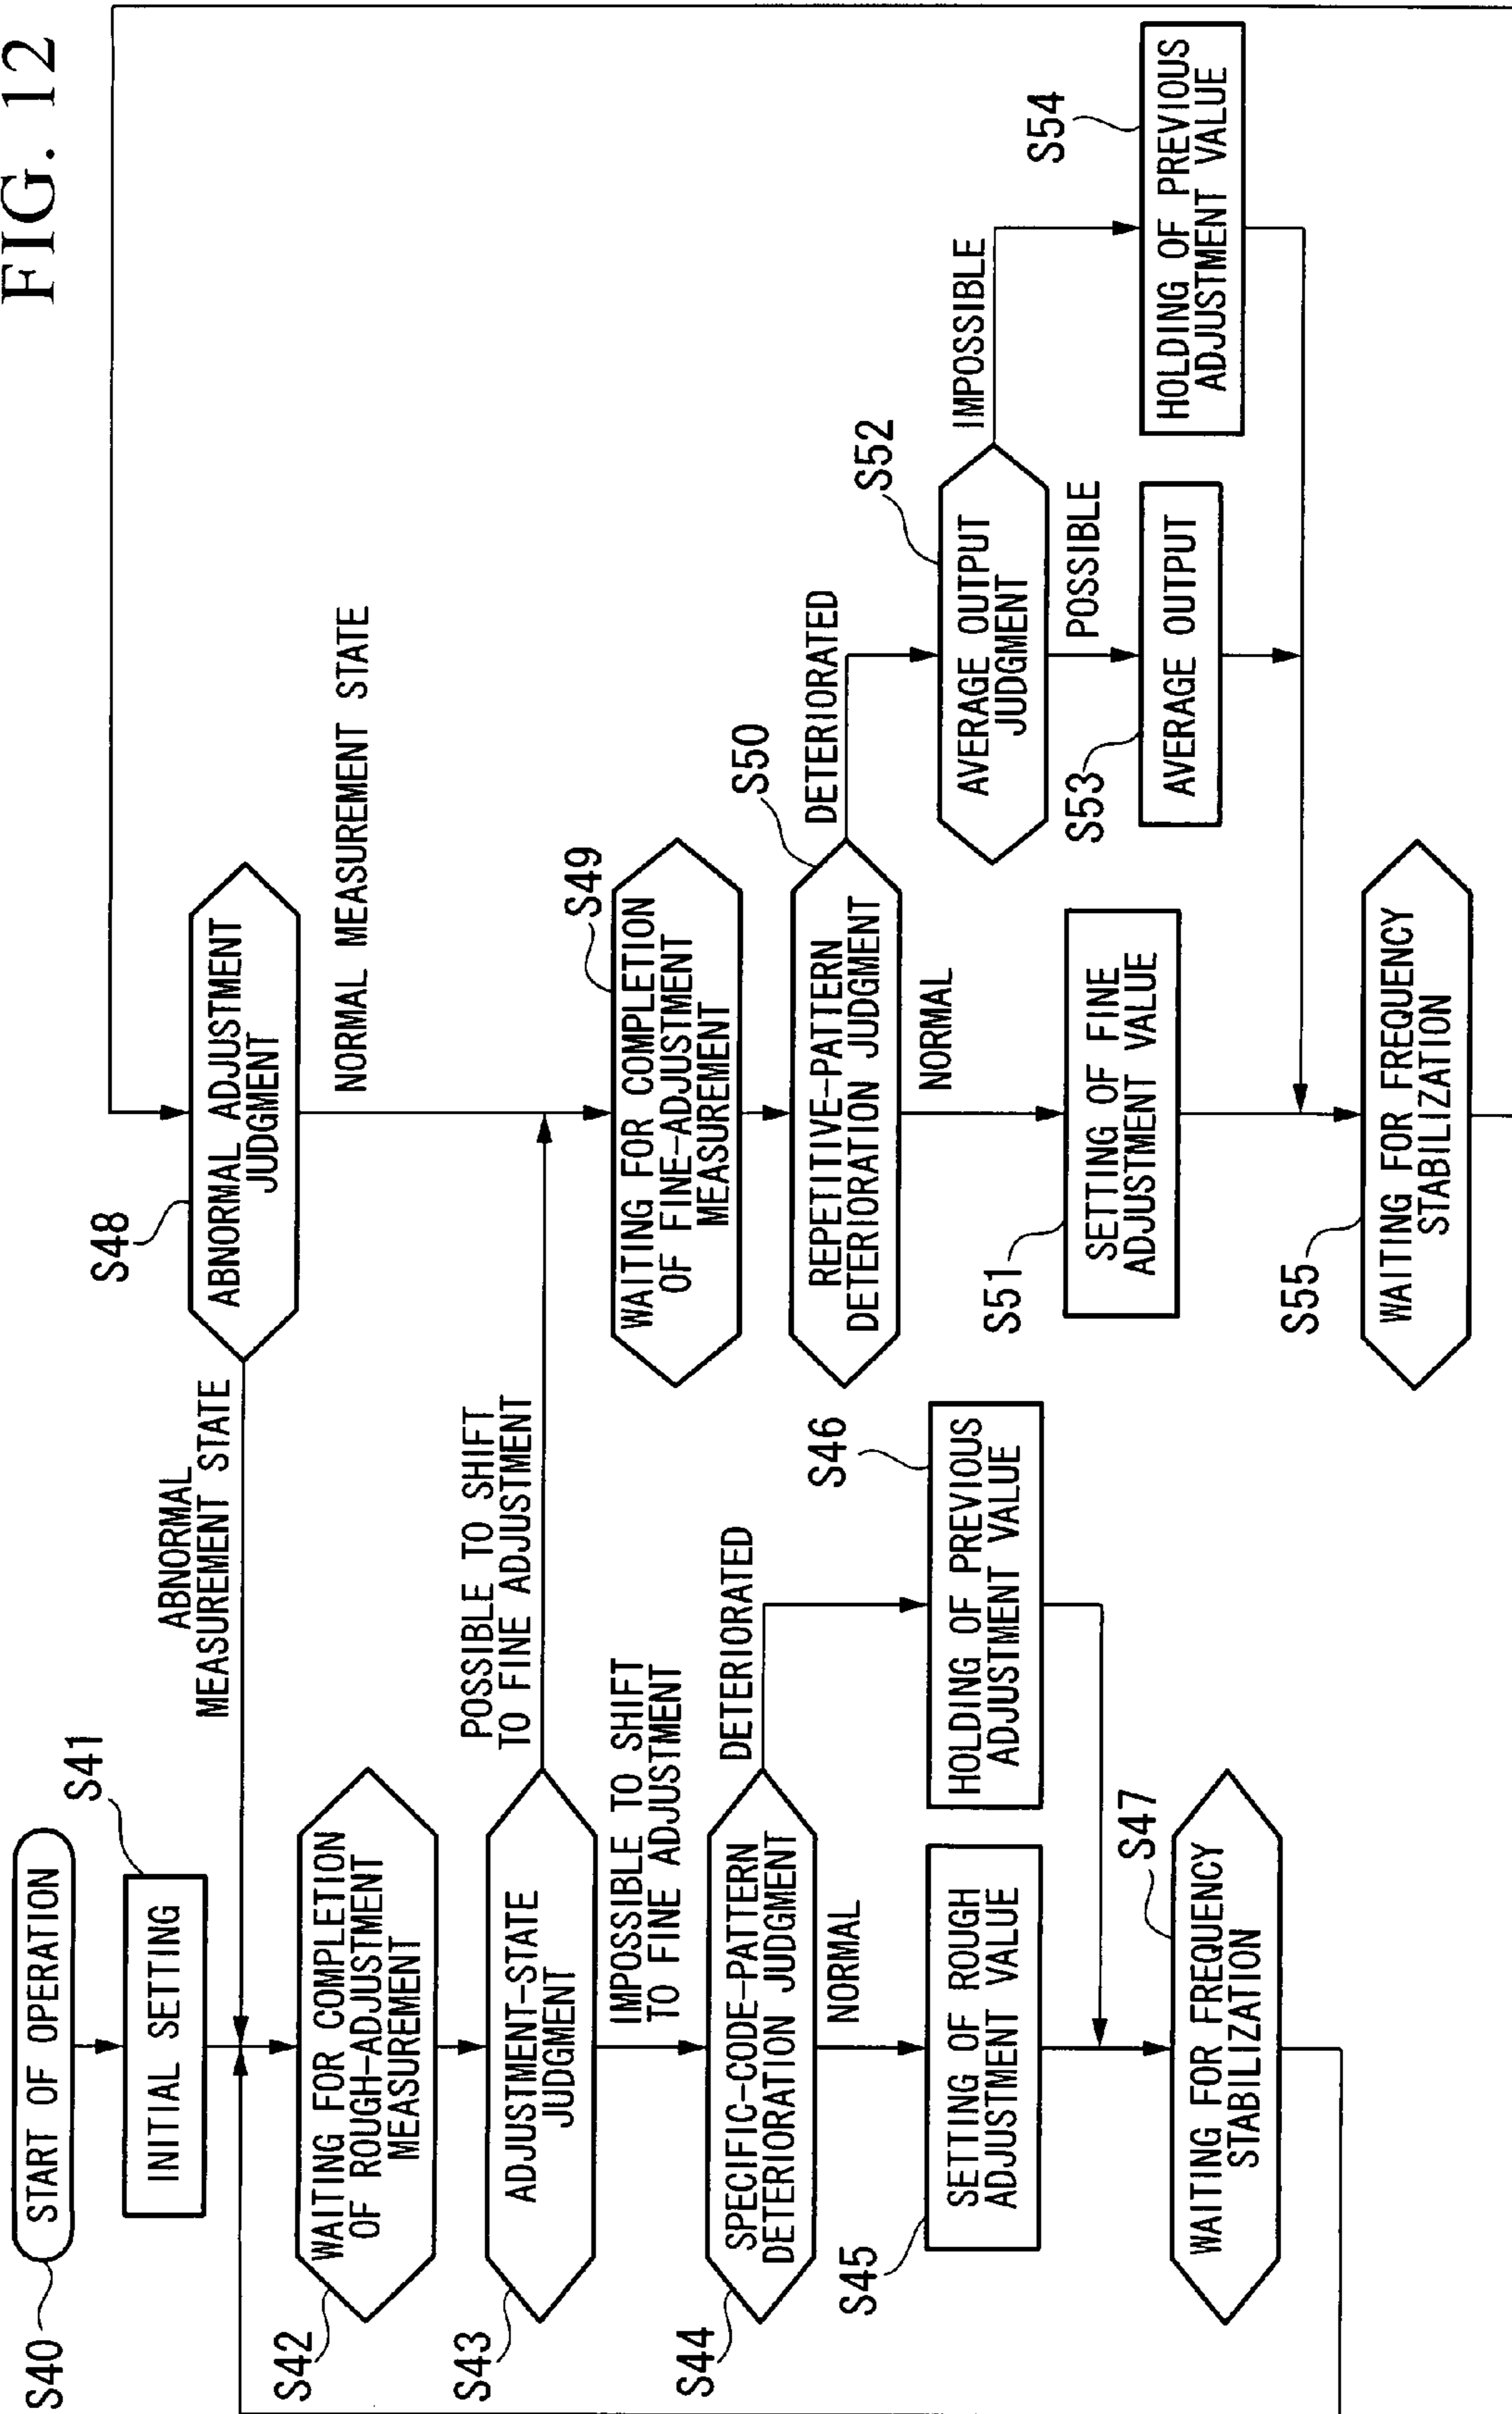 FIG. 12
S40
START OF OPERATION
S41
INITIAL SETTING
S42
WAITING FOR COMPLETION
OF ROUGH-ADJUSTMENT
MEASUREMENT
S43
ADJUSTMENT-STATE
JUDGMENT
POSSIBLE TO SHIFT
TO FINE ADJUSTMENT
IMPOSSIBLE TO SHIFT
TO FINE ADJUSTMENT
S44
SPECIFIC-CODE-PATTERN
DETERIORATION JUDGMENT
DETERIORATED
NORMAL
S45
SETTING OF ROUGH
ADJUSTMENT VALUE
S46
HOLDING OF PREVIOUS
ADJUSTMENT VALUE
S47
WAITING FOR FREQUENCY
STABILIZATION
S48
ABNORMAL ADJUSTMENT
JUDGMENT
ABNORMAL
MEASUREMENT STATE
NORMAL MEASUREMENT STATE
S49
WAITING FOR COMPLETION
OF FINE-ADJUSTMENT
MEASUREMENT
S50
REPETITIVE-PATTERN
DETERIORATION JUDGMENT
DETERIORATED
NORMAL
S51
SETTING OF FINE
ADJUSTMENT VALUE
S52
AVERAGE OUTPUT
JUDGMENT
IMPOSSIBLE
POSSIBLE
S53
AVERAGE OUTPUT
S54
HOLDING OF PREVIOUS
ADJUSTMENT VALUE
S55
WAITING FOR FREQUENCY
STABILIZATION